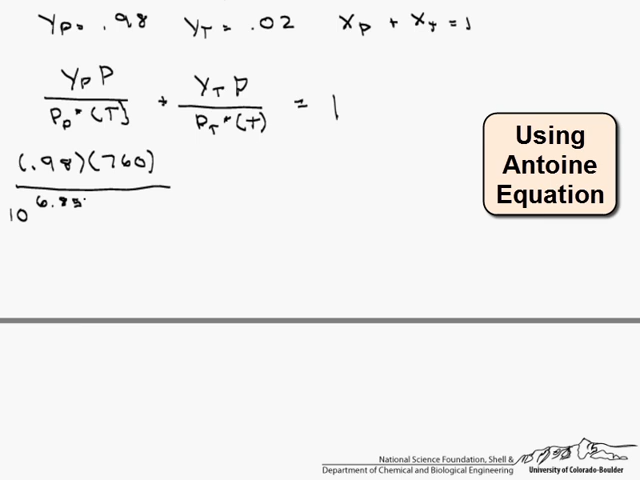 yP = .98 yT = .02 xP + xT = 1
yP P / PP*(T) + yT P / PT*(T) = 1
(.98)(760)
10^6.85
Using
Antoine
Equation
National Science Foundation, Shell &
Department of Chemical and Biological Engineering
University of Colorado-Boulder